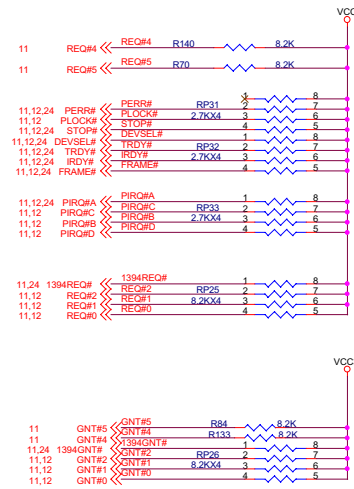 VCC
11 REQ#4 REQ#4 R140 8.2K
11 REQ#5 REQ#5 R70 8.2K
1 8
11,12,24 PERR# PERR# RP31 2 7
11,12 PLOCK# PLOCK# 2.7KX4 3 6
11,12,24 STOP# STOP# 4 5
11,12,24 DEVSEL# DEVSEL# 1 8
11,12,24 TRDY# TRDY# RP32 2 7
11,12,24 IRDY# IRDY# 2.7KX4 3 6
11,12,24 FRAME# FRAME# 4 5
11,12,24 PIRQ#A PIRQ#A 1 8
11,12 PIRQ#C PIRQ#C RP33 2 7
11,12 PIRQ#B PIRQ#B 2.7KX4 3 6
11,12 PIRQ#D PIRQ#D 4 5
11,24 1394REQ# 1394REQ# 1 8
11,12 REQ#2 REQ#2 RP25 2 7
11,12 REQ#1 REQ#1 8.2KX4 3 6
11,12 REQ#0 REQ#0 4 5
VCC
11 GNT#5 GNT#5 R84 8.2K
11 GNT#4 GNT#4 R133 8.2K
11,24 1394GNT# 1394GNT# 1 8
11,12 GNT#2 GNT#2 RP26 2 7
11,12 GNT#1 GNT#1 8.2KX4 3 6
11,12 GNT#0 GNT#0 4 5